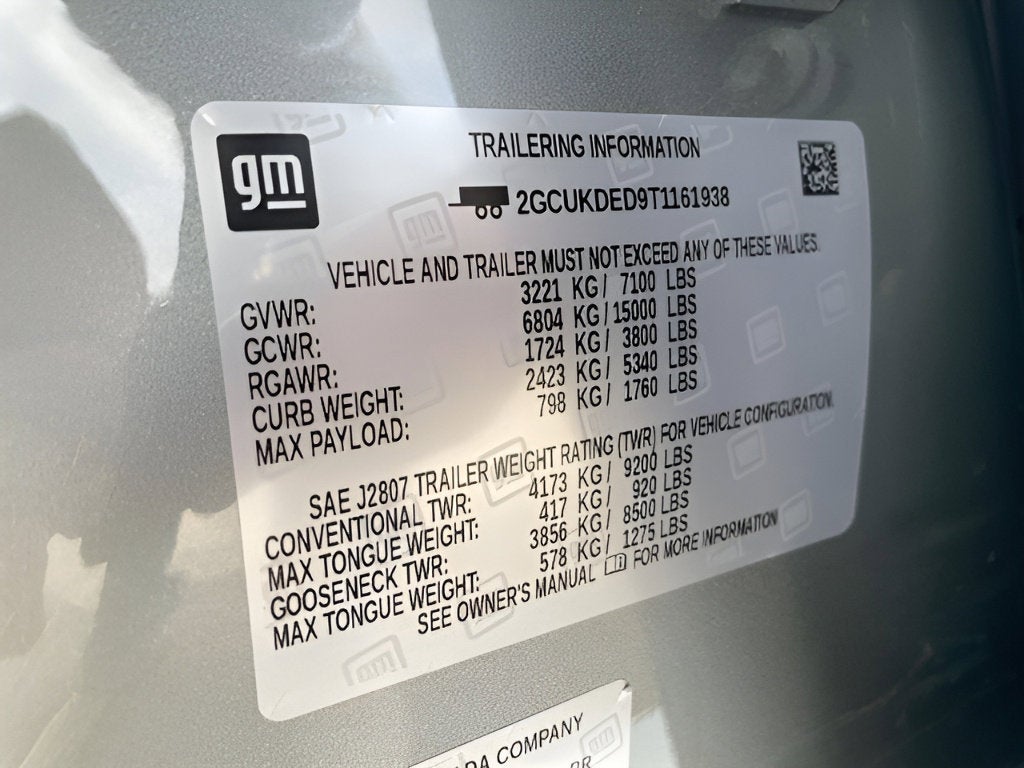 gm
TRAILERING INFORMATION
2GCUKDED9T1161938
VEHICLE AND TRAILER MUST NOT EXCEED ANY OF THESE VALUES.
GVWR: 3221 KG/ 7100 LBS
GCWR: 6804 KG/ 15000 LBS
RGAWR: 1724 KG/ 3800 LBS
CURB WEIGHT: 2423 KG/ 5340 LBS
MAX PAYLOAD: 798 KG/ 1760 LBS
SAE J2807 TRAILER WEIGHT RATING (TWR) FOR VEHICLE CONFIGURATION.
CONVENTIONAL TWR: 4173 KG/ 9200 LBS
MAX TONGUE WEIGHT: 417 KG/ 920 LBS
GOOSENECK TWR: 3856 KG/ 8500 LBS
MAX TONGUE WEIGHT: 578 KG/ 1275 LBS
SEE OWNER'S MANUAL FOR MORE INFORMATION
COMPANY